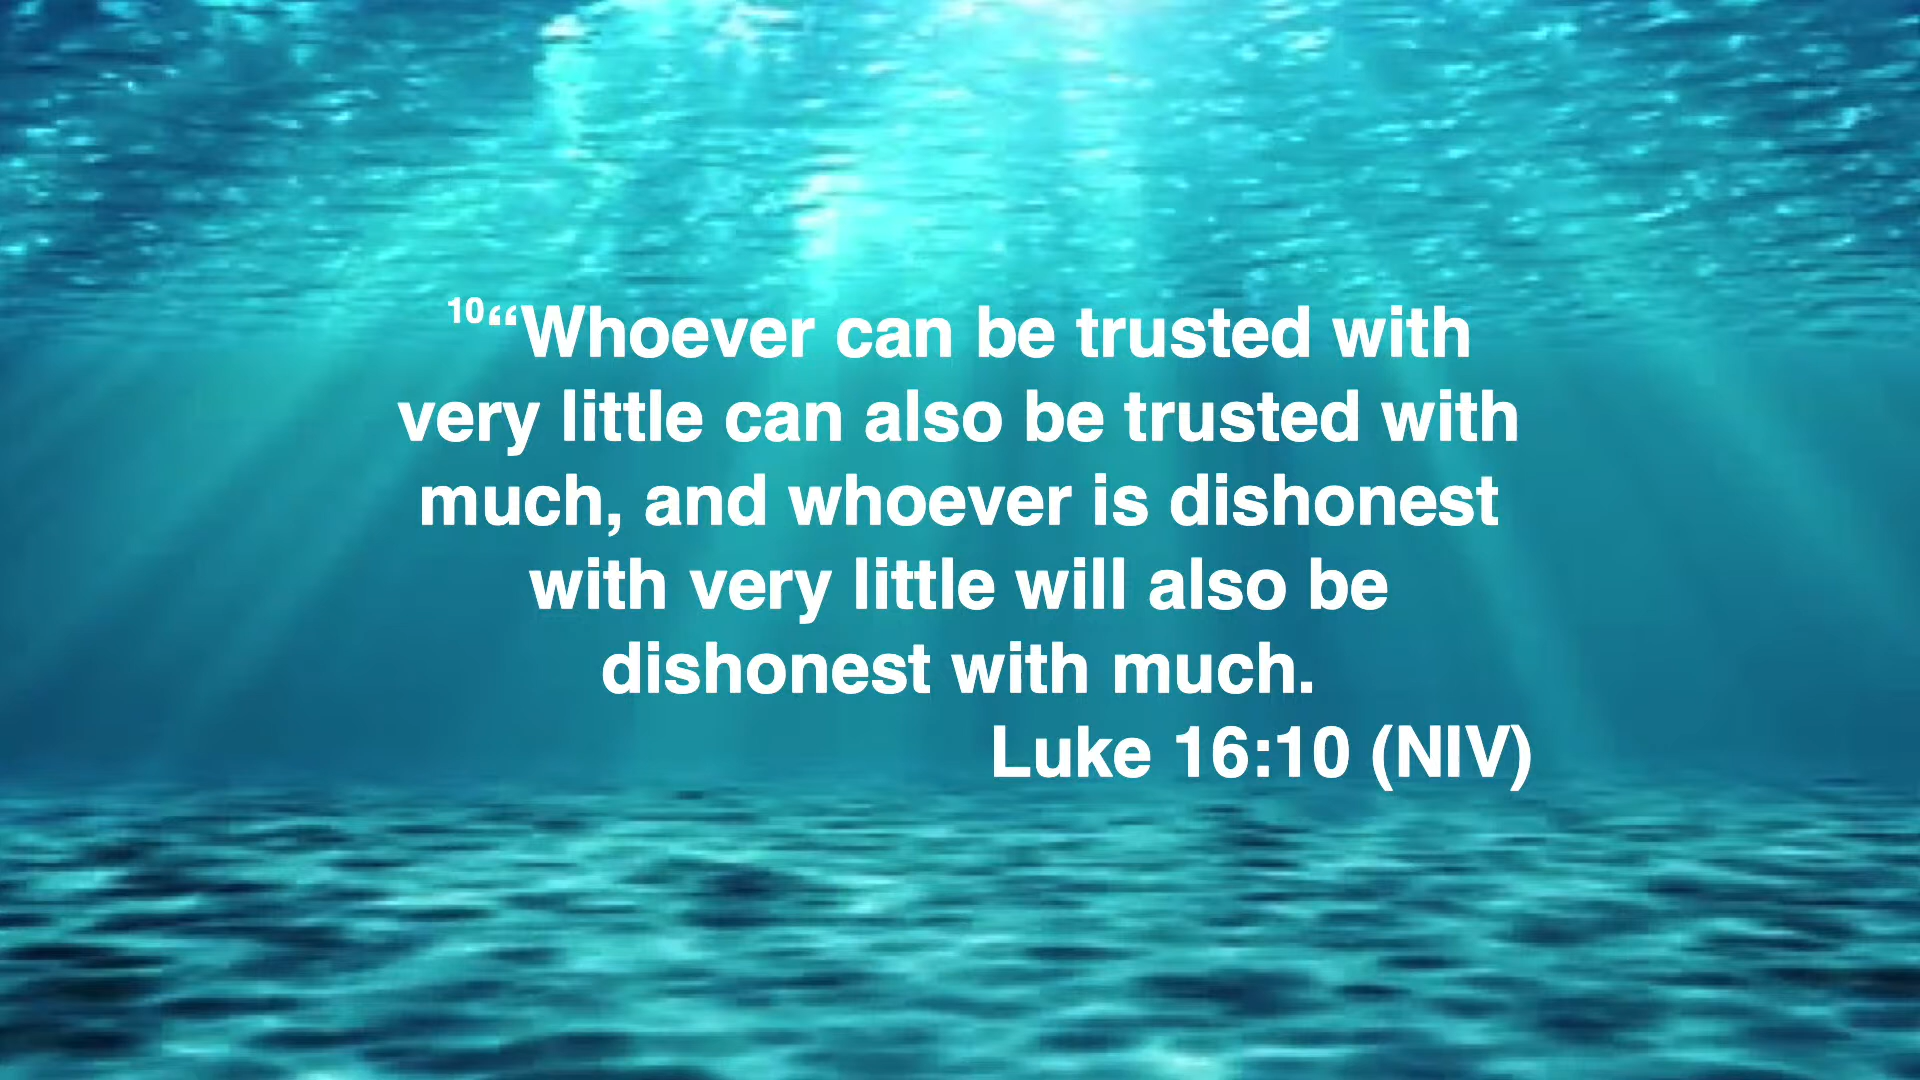 ¹⁰“Whoever can be trusted with
very little can also be trusted with
much, and whoever is dishonest
with very little will also be
dishonest with much.
Luke 16:10 (NIV)